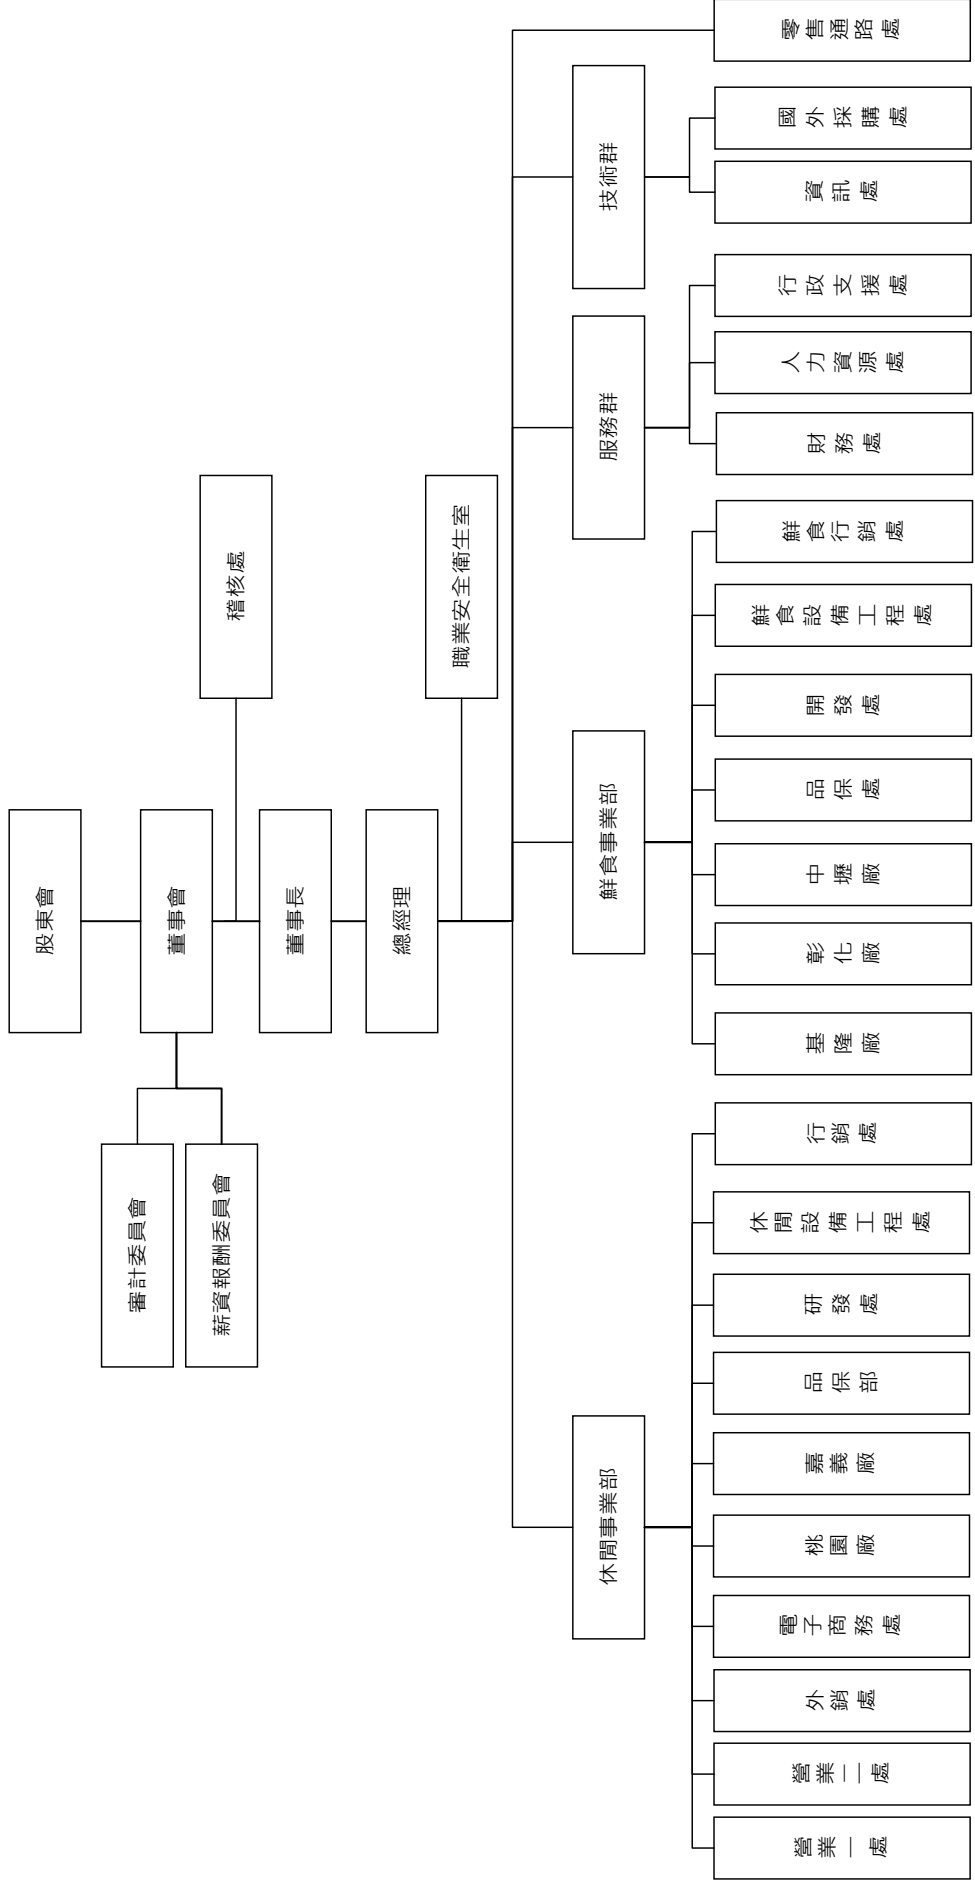 股東會
審計委員會
董事會
薪資報酬委員會
稽核處
董事長
總經理
職業安全衛生室
休閒事業部
鮮食事業部
服務群
技術群
營業一處
營業二處
外銷處
電子商務處
桃園廠
嘉義廠
品保部
研發處
休閒設備工程處
行銷處
基隆廠
彰化廠
中壢廠
品保處
開發處
鮮食設備工程處
鮮食行銷處
財務處
人力資源處
行政支援處
資訊處
國外採購處
零售通路處